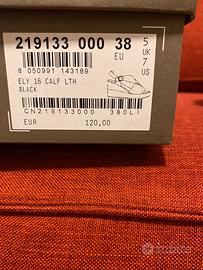 219133 000 38
EU
5 UK
7 US
8 050991 143189
ELY 16 CALF LTH
BLACK
CN219133000 380LI
EUR 120,00